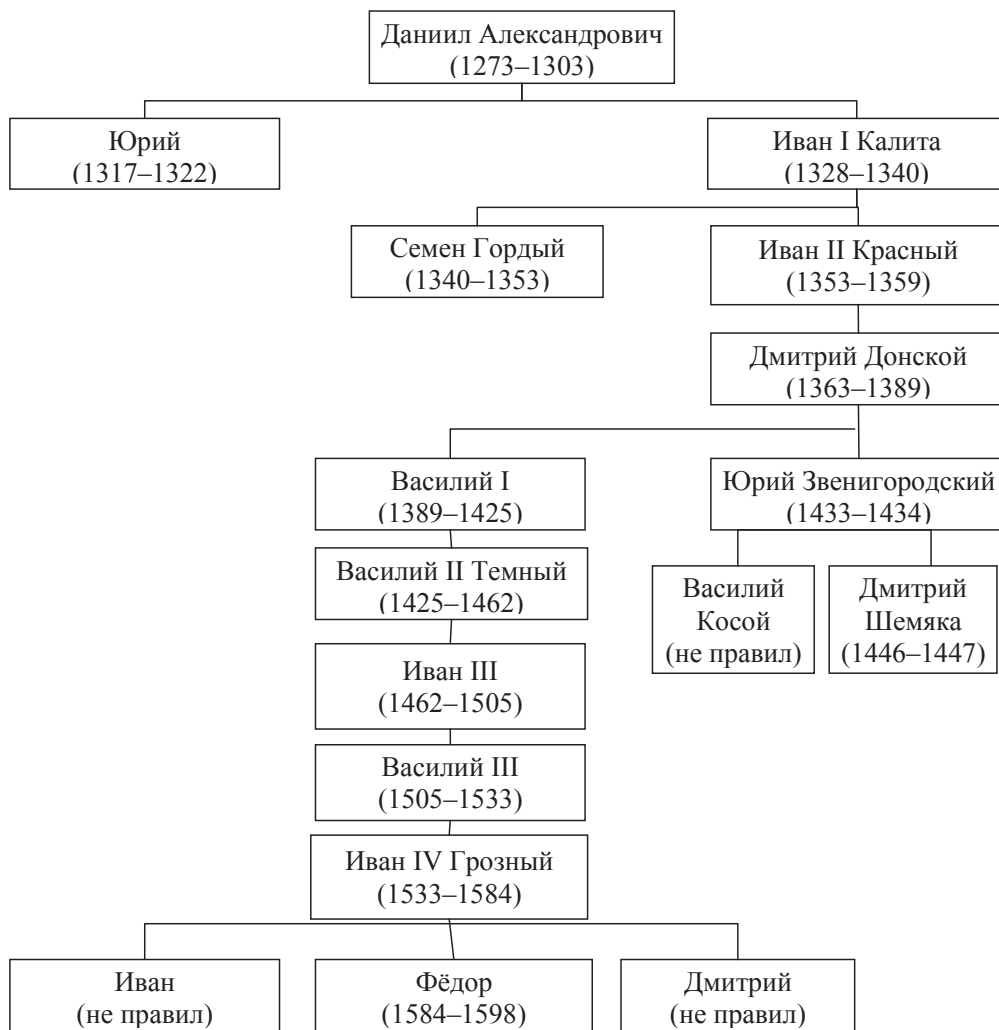 Даниил Александрович
(1273–1303)
Юрий
(1317–1322)
Иван I Калита
(1328–1340)
Семен Гордый
(1340–1353)
Иван II Красный
(1353–1359)
Дмитрий Донской
(1363–1389)
Василий I
(1389–1425)
Юрий Звенигородский
(1433–1434)
Василий II Темный
(1425–1462)
Василий
Косой
(не правил)
Дмитрий
Шемяка
(1446–1447)
Иван III
(1462–1505)
Василий III
(1505–1533)
Иван IV Грозный
(1533–1584)
Иван
(не правил)
Фёдор
(1584–1598)
Дмитрий
(не правил)